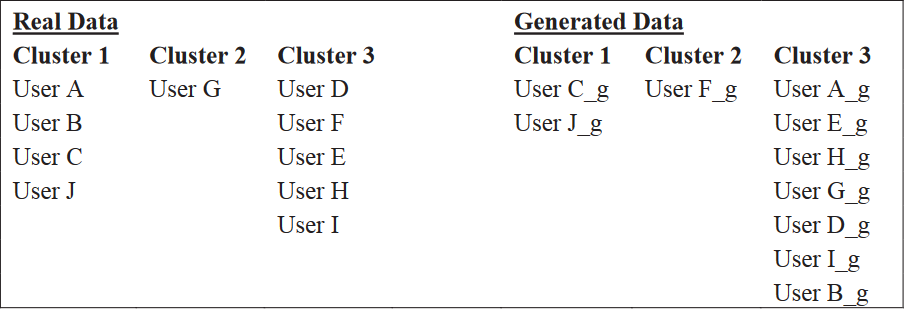 Real Data Generated Data
Cluster 1 Cluster 2 Cluster 3 Cluster 1 Cluster 2 Cluster 3
User A User G User D User C_g User F_g User A_g
User B User F User J_g User E_g
User C User E User H_g
User J User H User G_g
User I User D_g
User I_g
User B_g